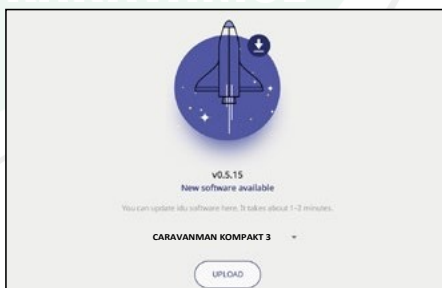 v0.5.15
New software available
You can update idu software here. It takes about 1-2 minutes.
CARAVANMAN KOMPAKT 3
UPLOAD